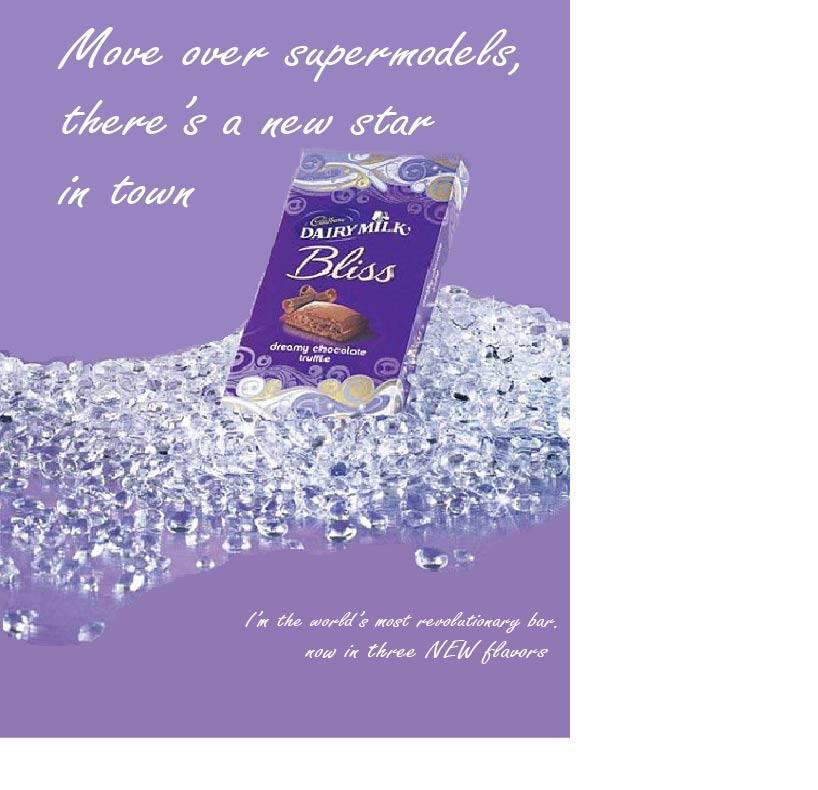 Move over supermodels,
there's a new star
in town
Cadbury
DAIRY MILK
Bliss
dreamy chocolate
truffle
I'm the world's most revolutionary bar.
now in three NEW flavors